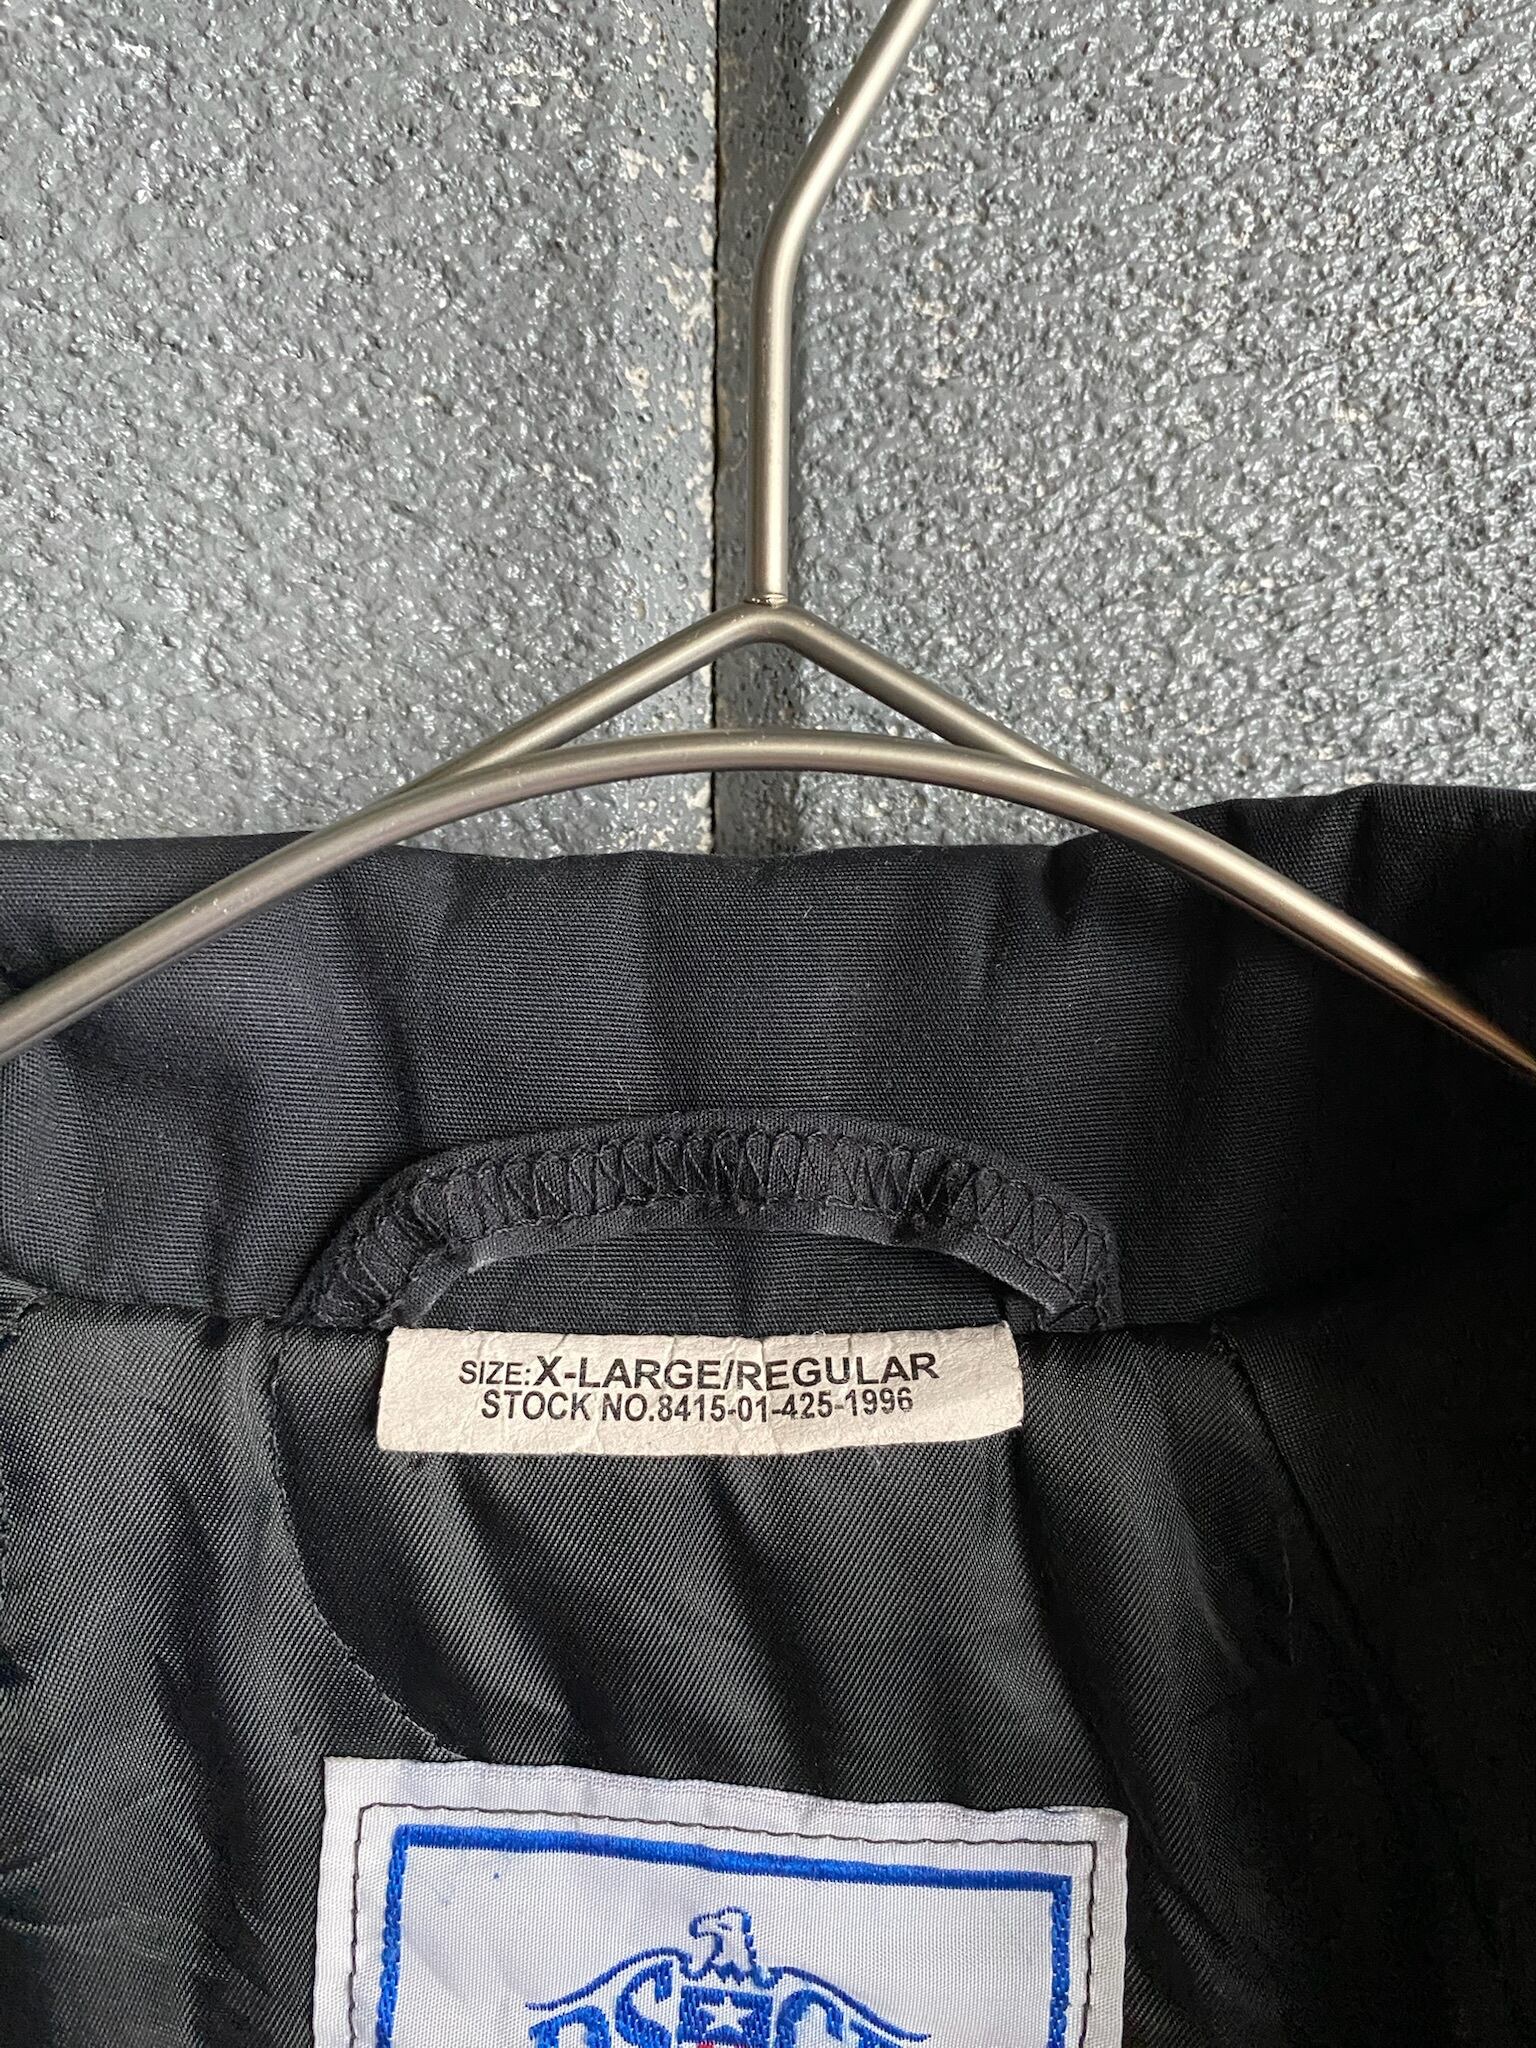 SIZE:X-LARGE/REGULAR
STOCK NO.8415-01-425-1996